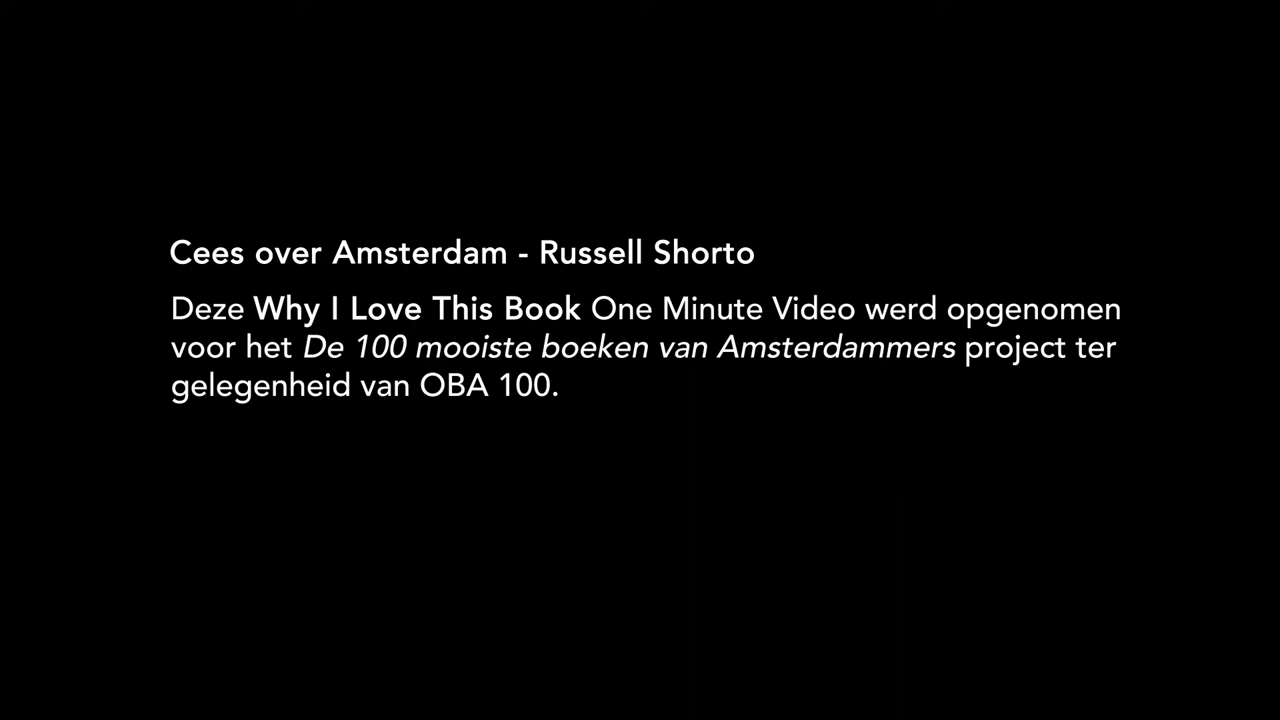 Cees over Amsterdam - Russell Shorto
Deze Why I Love This Book One Minute Video werd opgenomen
voor het De 100 mooiste boeken van Amsterdammers project ter
gelegenheid van OBA 100.